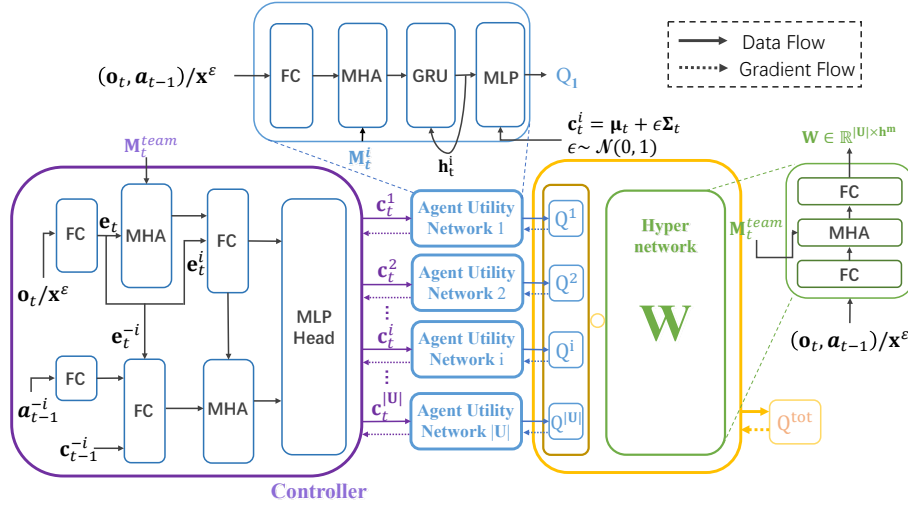 Data Flow
Gradient Flow
(o_t, a_{t−1})/x^ε
FC
MHA
GRU
MLP
Q_1
M_t^i
h_t^i
c_t^i = μ_t + ϵΣ_t
ϵ~ 𝒩(0, 1)
W ∈ ℝ^{|U|×h^m}
M_t^{team}
FC
e_t
MHA
FC
e_t^i
o_t/x^ε
e_t^{−i}
MLP
Head
FC
a_{t−1}^{−i}
FC
MHA
c_{t−1}^{−i}
Controller
c_t^1
Agent Utility
Network 1
Q^1
c_t^2
Agent Utility
Network 2
Q^2
⋮
c_t^i
Agent Utility
Network i
Q^i
⋮
c_t^{|U|}
Agent Utility
Network |U|
Q^{|U|}
Hyper
network
W
M_t^{team}
FC
MHA
FC
(o_t, a_{t−1})/x^ε
Q^{tot}